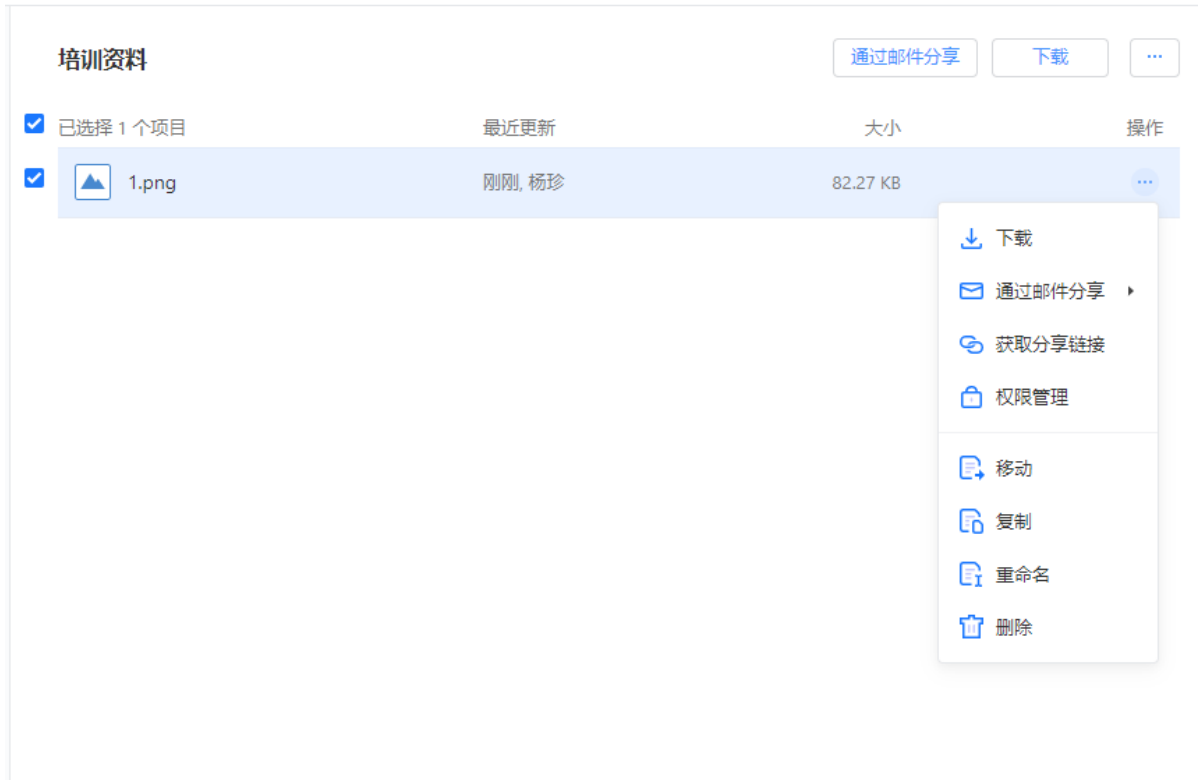 培训资料
通过邮件分享 下载 ...
已选择 1 个项目 最近更新 大小 操作
1.png 刚刚, 杨珍 82.27 KB ...
下载
通过邮件分享
获取分享链接
权限管理
移动
复制
重命名
删除